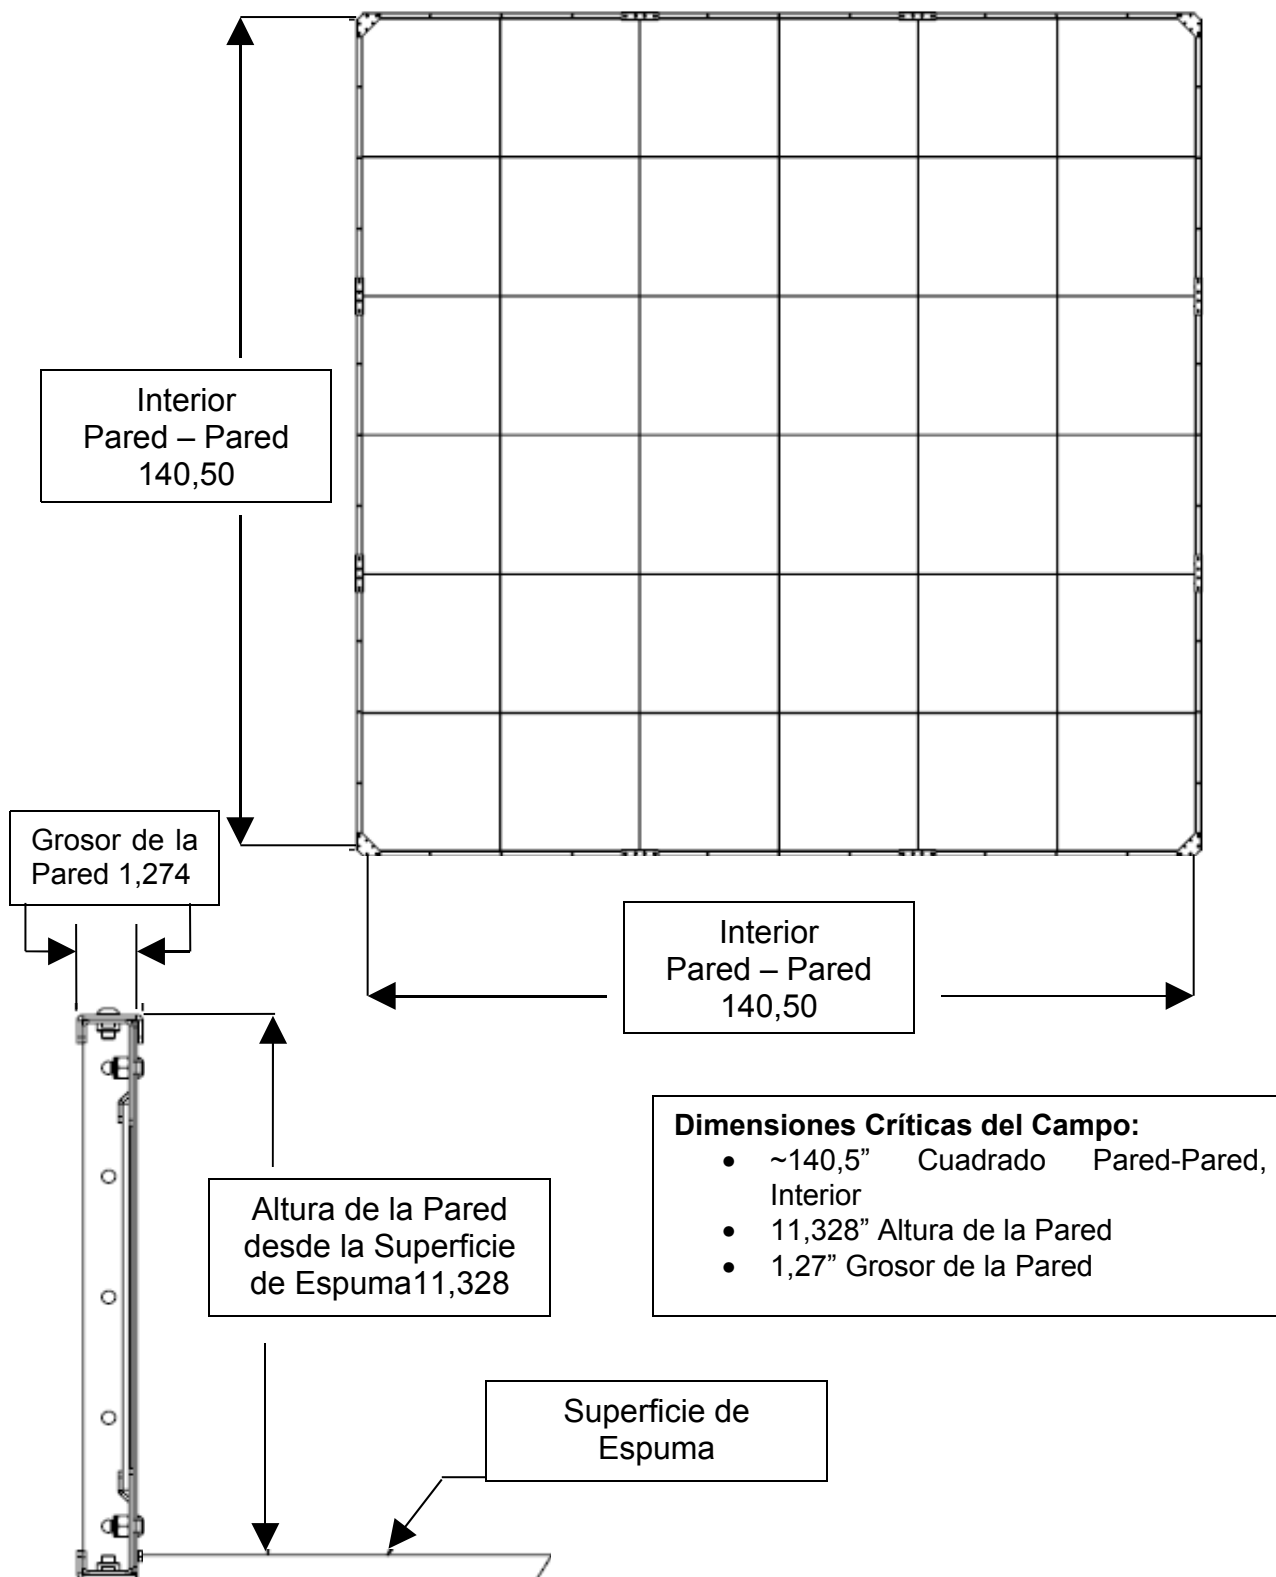 Interior
Pared – Pared
140,50
Grosor de la
Pared 1,274
Interior
Pared – Pared
140,50
Dimensiones Críticas del Campo:
• ~140,5” Cuadrado Pared-Pared,
Interior
• 11,328” Altura de la Pared
• 1,27” Grosor de la Pared
Altura de la Pared
desde la Superficie
de Espuma11,328
Superficie de
Espuma